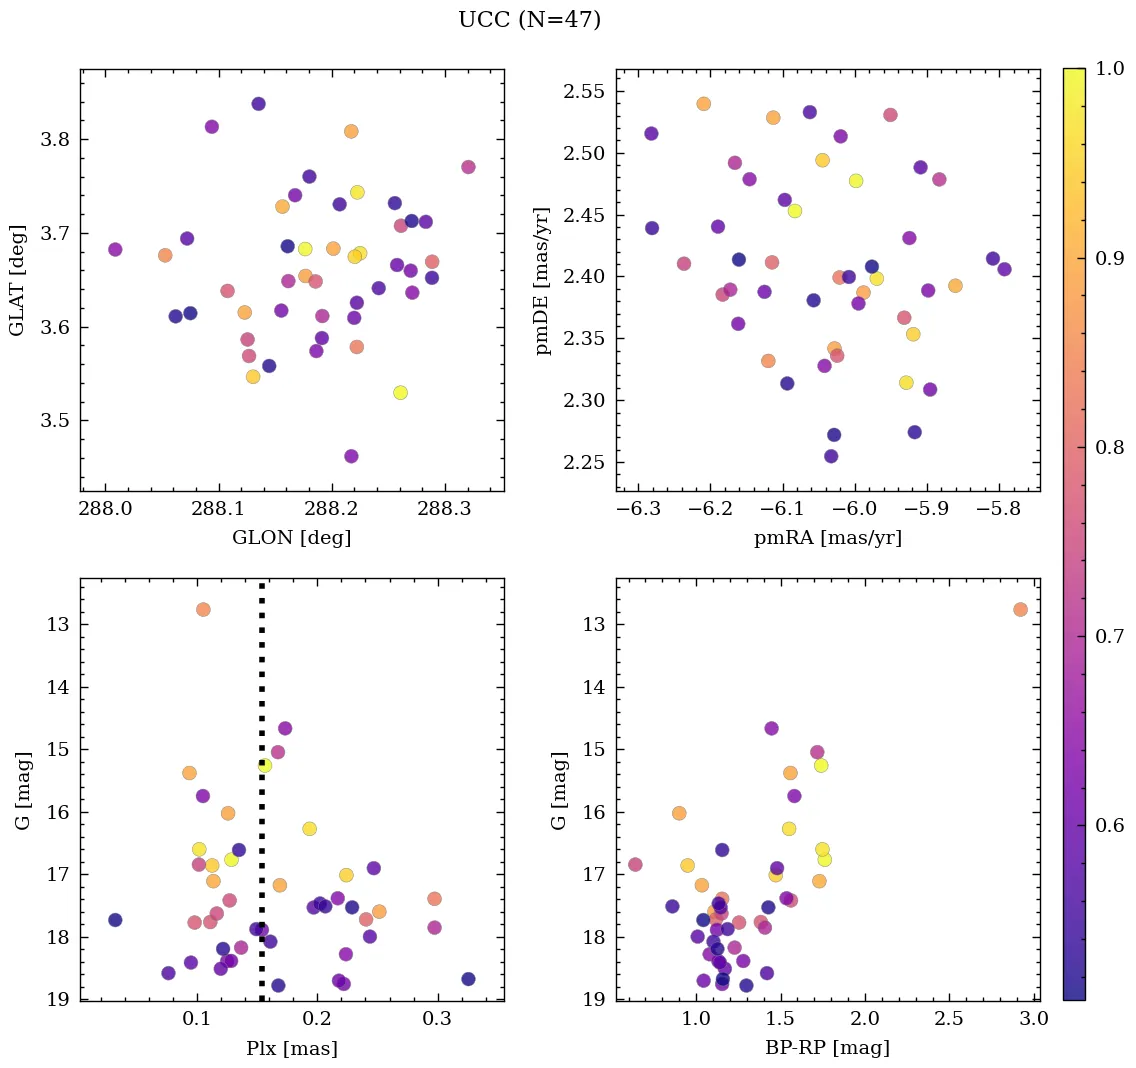 UCC (N=47)
3.8
3.7
3.6
3.5
GLAT [deg]
288.0 288.1 288.2 288.3
GLON [deg]
2.55
2.50
2.45
2.40
2.35
2.30
2.25
pmDE [mas/yr]
−6.3 −6.2 −6.1 −6.0 −5.9 −5.8
pmRA [mas/yr]
1.0
0.9
0.8
0.7
0.6
13
14
15
16
17
18
19
G [mag]
0.1 0.2 0.3
Plx [mas]
13
14
15
16
17
18
19
G [mag]
1.0 1.5 2.0 2.5 3.0
BP-RP [mag]